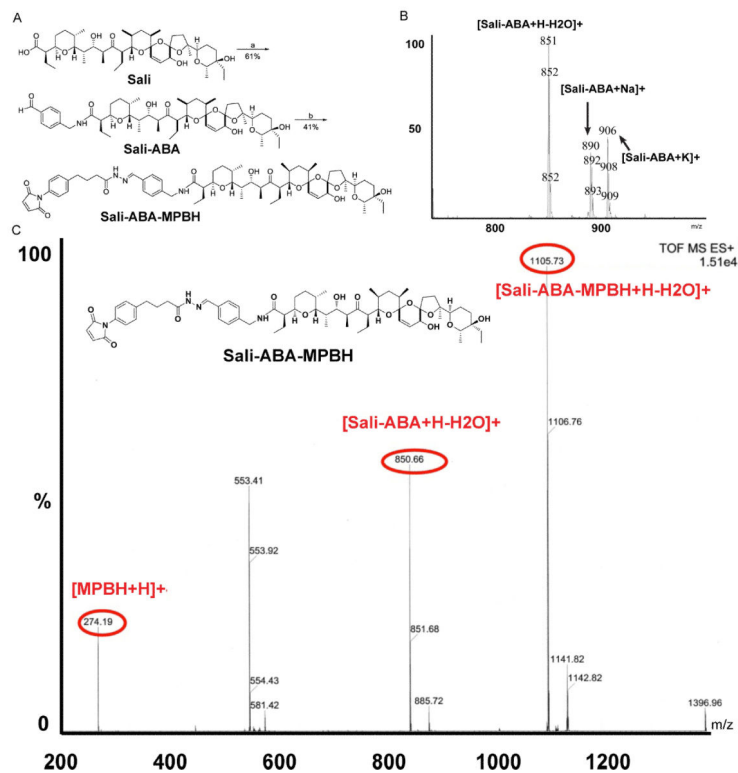 A
a
61%
Sali
b
41%
Sali-ABA
Sali-ABA-MPBH
B
[Sali-ABA+H-H2O]+
100
851
852
[Sali-ABA+Na]+
50
906
890
892
[Sali-ABA+K]+
908
852
893
909
800
900
m/z
C
100
TOF MS ES+
1.51e4
1105.73
[Sali-ABA-MPBH+H-H2O]+
Sali-ABA-MPBH
[Sali-ABA+H-H2O]+
1106.76
850.66
553.41
%
553.92
[MPBH+H]+
274.19
851.68
554.43
581.42
885.72
1141.82
1142.82
1396.96
0
m/z
200
400
600
800
1000
1200